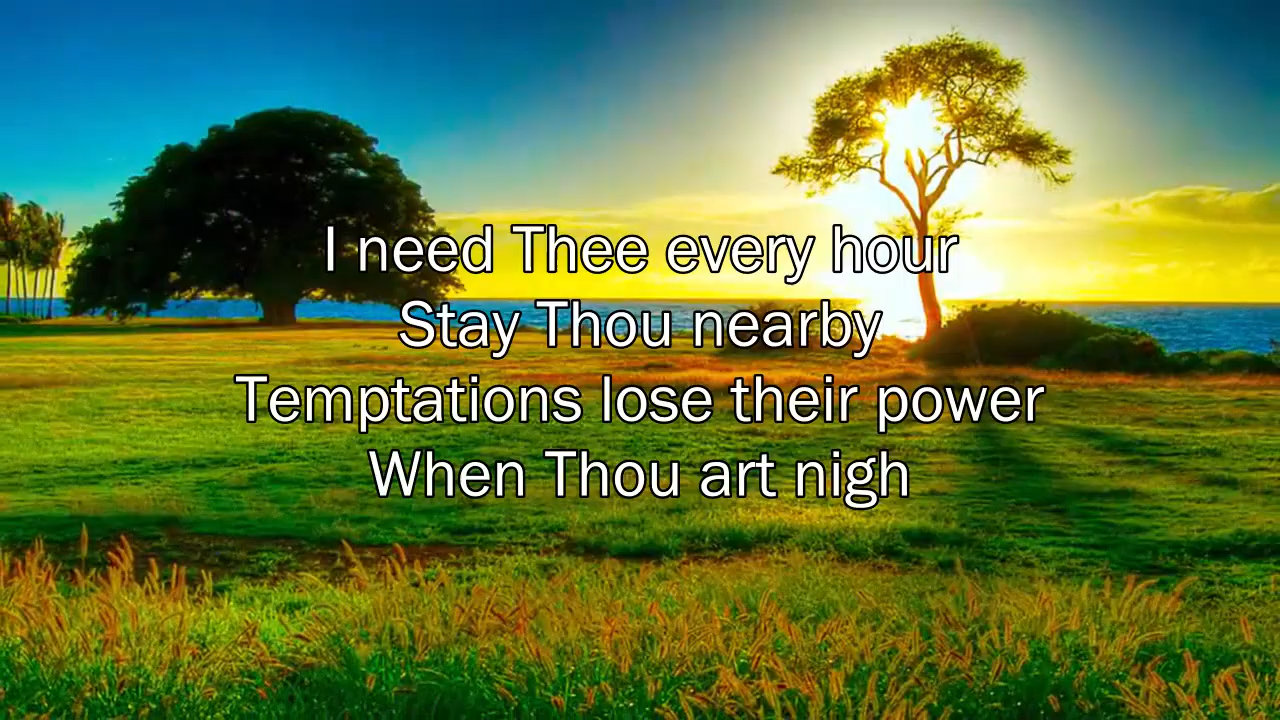 I need Thee every hour
Stay Thou nearby
Temptations lose their power
When Thou art nigh